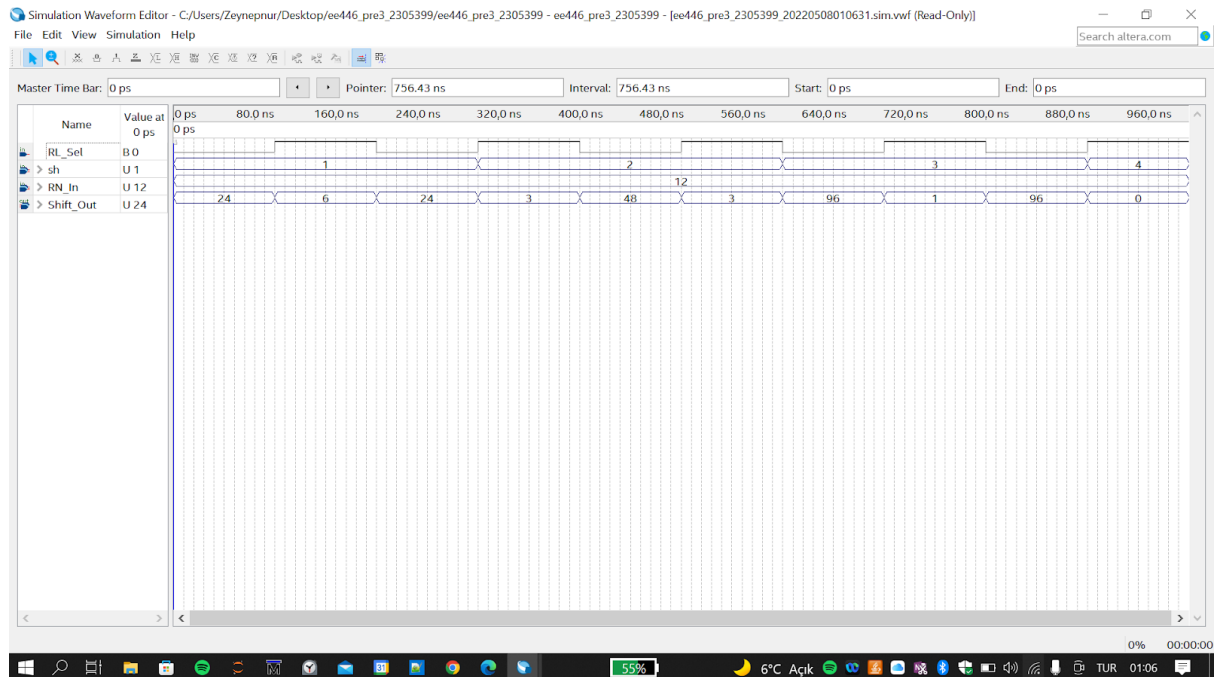 Simulation Waveform Editor - C:/Users/Zeynepnur/Desktop/ee446_pre3_2305399/ee446_pre3_2305399 - ee446_pre3_2305399 - [ee446_pre3_2305399_20220508010631.sim.vwf (Read-Only)]
File Edit View Simulation Help
Search altera.com
Master Time Bar: 0 ps Pointer: 756.43 ns Interval: 756.43 ns Start: 0 ps End: 0 ps
Name Value at 0 ps 0 ps 80.0 ns 160,0 ns 240,0 ns 320,0 ns 400,0 ns 480,0 ns 560,0 ns 640,0 ns 720,0 ns 800,0 ns 880,0 ns 960,0 ns
0 ps
RL_Sel B 0
> sh U 1 1 2 3 4
> RN_In U 12 12
> Shift_Out U 24 24 6 24 3 48 3 96 1 96 0
0% 00:00:00
31 55% 6°C Açık TUR 01:06